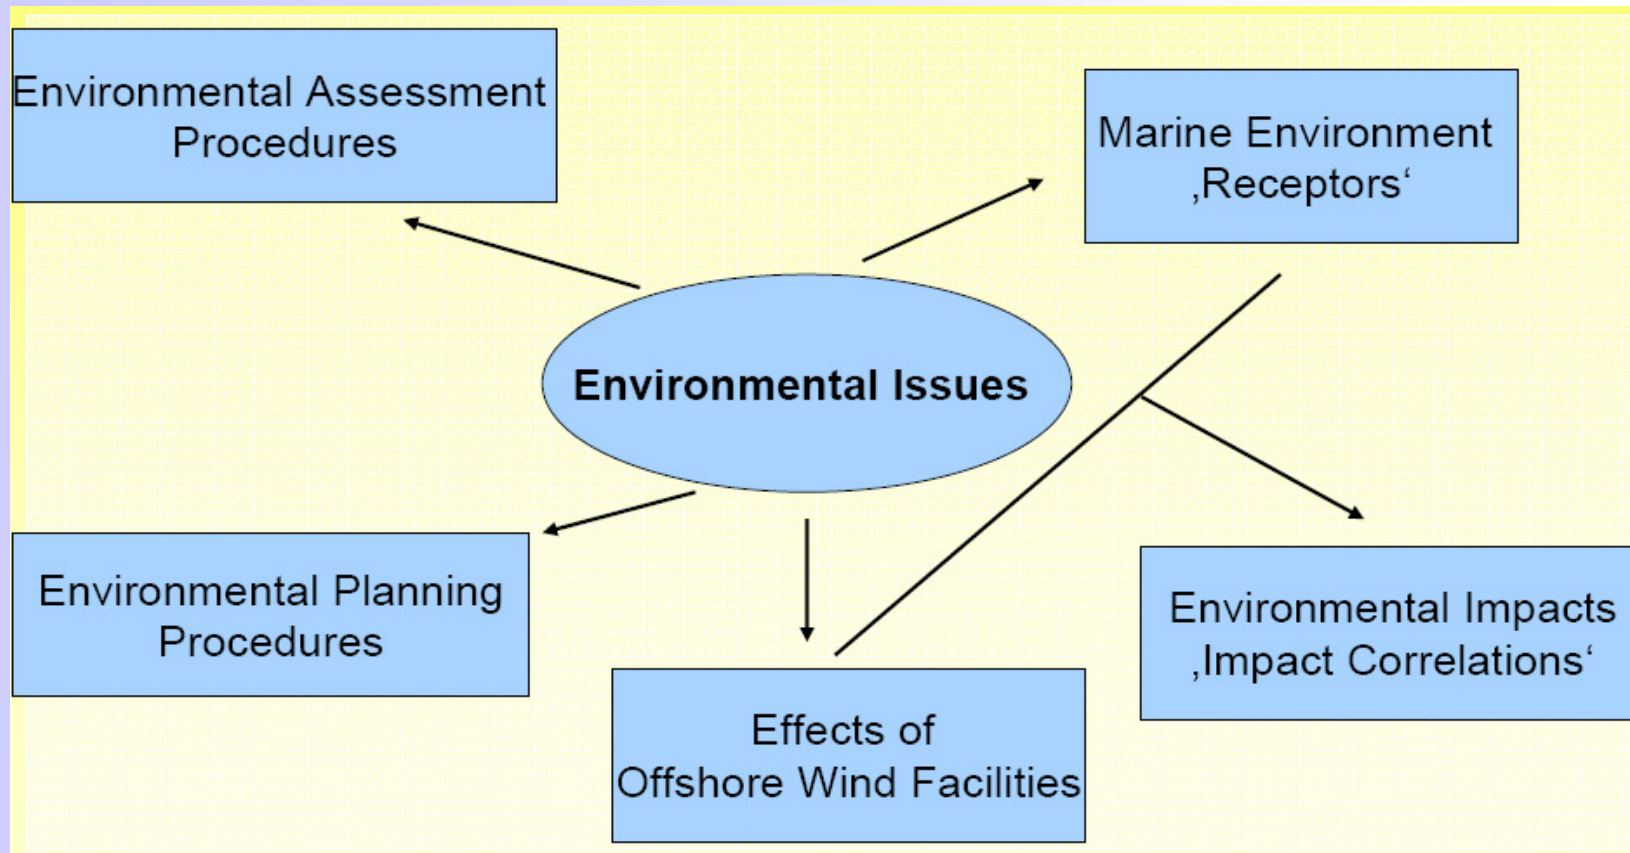 Environmental Assessment
Procedures
Marine Environment
‚Receptors‘
Environmental Issues
Environmental Planning
Procedures
Environmental Impacts
‚Impact Correlations‘
Effects of
Offshore Wind Facilities